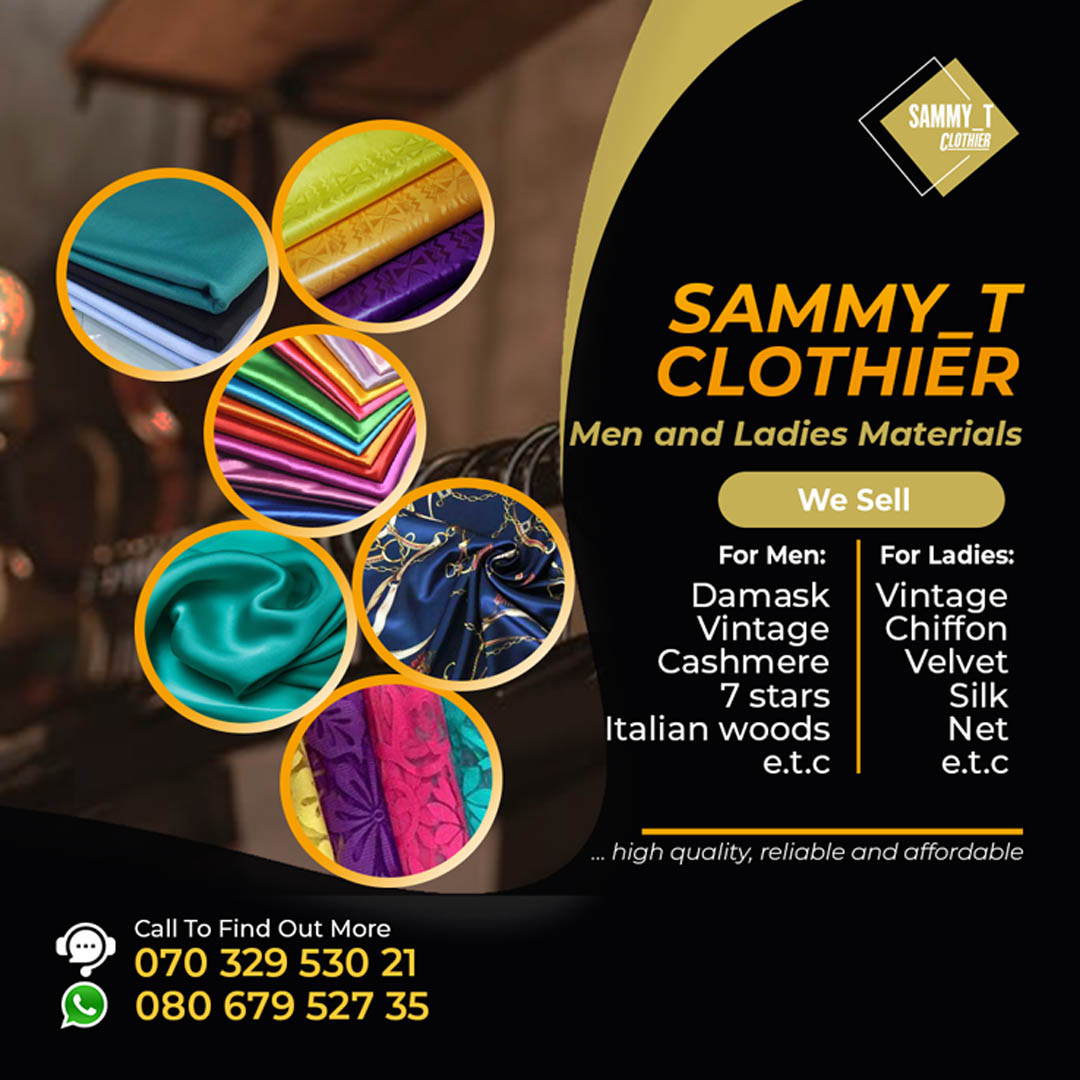 SAMMY_T
CLOTHIER
SAMMY_T
CLOTHIER
Men and Ladies Materials
We Sell
For Men:
Damask
Vintage
Cashmere
7 stars
Italian woods
e.t.c
For Ladies:
Vintage
Chiffon
Velvet
Silk
Net
e.t.c
... high quality, reliable and affordable
Call To Find Out More
070 329 530 21
080 679 527 35